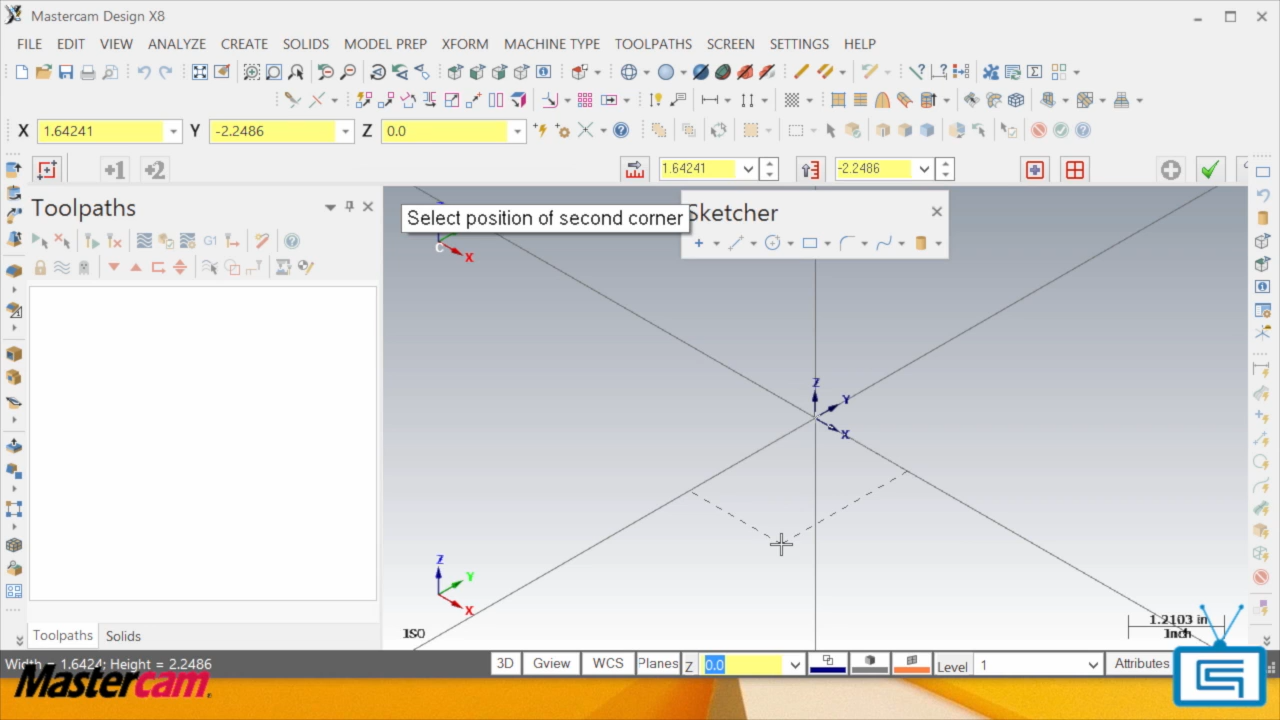 Mastercam Design X8
FILE EDIT VIEW ANALYZE CREATE SOLIDS MODEL PREP XFORM MACHINE TYPE TOOLPATHS SCREEN SETTINGS HELP
X 1.64241 Y -2.2486 Z 0.0
+1 +2 1.64241 -2.2486
Toolpaths
Select position of second corner
Sketcher
G1
X
Z
Y
X
Z
Y
X
ISO
1.2103 in
Inch
Toolpaths Solids
Width = 1.6424; Height = 2.2486
3D Gview WCS Planes Z 0.0 Level 1 Attributes
Mastercam.